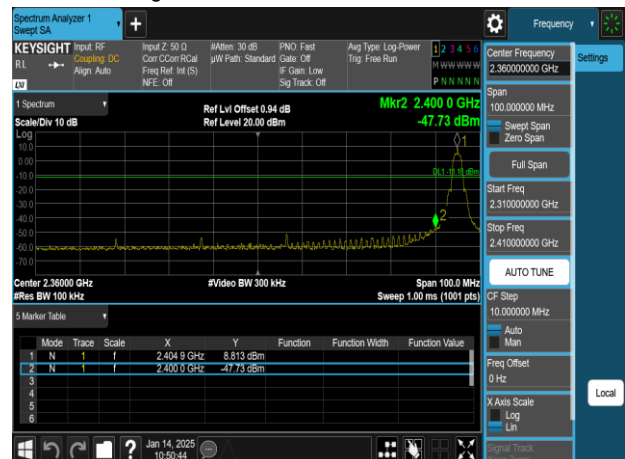 Spectrum Analyzer 1
Swept SA
+
Frequency
KEYSIGHT Input: RF Input Z: 50 Ω #Atten: 30 dB PNO: Fast Avg Type: Log-Power 1 2 3 4 5 6
RL Coupling: DC Corr CCorr RCal µW Path: Standard Gate: Off Trig: Free Run M W W W W W
Align: Auto Freq Ref: Int (S) IF Gain: Low
NFE: Off Sig Track: Off P N N N N N
LXI
1 Spectrum
Ref Lvl Offset 0.94 dB Mkr2 2.400 0 GHz
Scale/Div 10 dB Ref Level 20.00 dBm -47.73 dBm
Log
10.0
0.00
-10.0
-20.0
-30.0
-40.0
-50.0
-60.0
-70.0
1
2
Center 2.36000 GHz #Video BW 300 kHz Span 100.0 MHz
#Res BW 100 kHz Sweep 1.00 ms (1001 pts)
5 Marker Table
Mode Trace Scale X Y Function Function Width Function Value
1 N 1 f 2.404 9 GHz 8.813 dBm
2 N 1 f 2.400 0 GHz -47.73 dBm
3
4
5
6
Center Frequency
2.360000000 GHz
Settings
Span
100.000000 MHz
Swept Span
Zero Span
Full Span
Start Freq
2.310000000 GHz
Stop Freq
2.410000000 GHz
AUTO TUNE
CF Step
10.000000 MHz
Auto
Man
Freq Offset
0 Hz
X Axis Scale
Log
Lin
Local
Signal Track
?
Jan 14, 2025
10:50:44